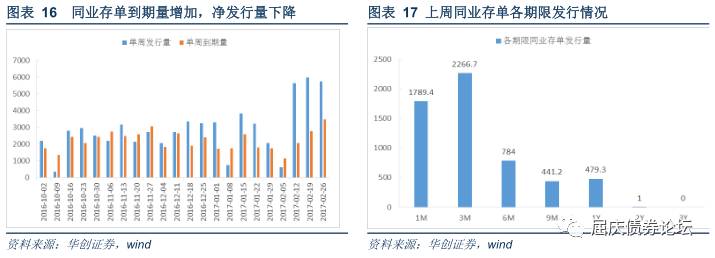 图表 16 同业存单到期量增加，净发行量下降
单周发行量 单周到期量
7000
6000
5000
4000
3000
2000
1000
0
2016-10-02 2016-10-09 2016-10-16 2016-10-23 2016-10-30 2016-11-06 2016-11-13 2016-11-20 2016-11-27 2016-12-04 2016-12-11 2016-12-18 2016-12-25 2017-01-01 2017-01-08 2017-01-15 2017-01-22 2017-01-29 2017-02-05 2017-02-12 2017-02-19 2017-02-26
资料来源：华创证券，wind
图表 17 上周同业存单各期限发行情况
各期限同业存单发行量
2500
2000
1500
1000
500
0
1789.4 2266.7 784 441.2 479.3 1 0
1M 3M 6M 9M 1Y 2Y 3Y
资料来源：华创证券，wind
屈庆债券论坛